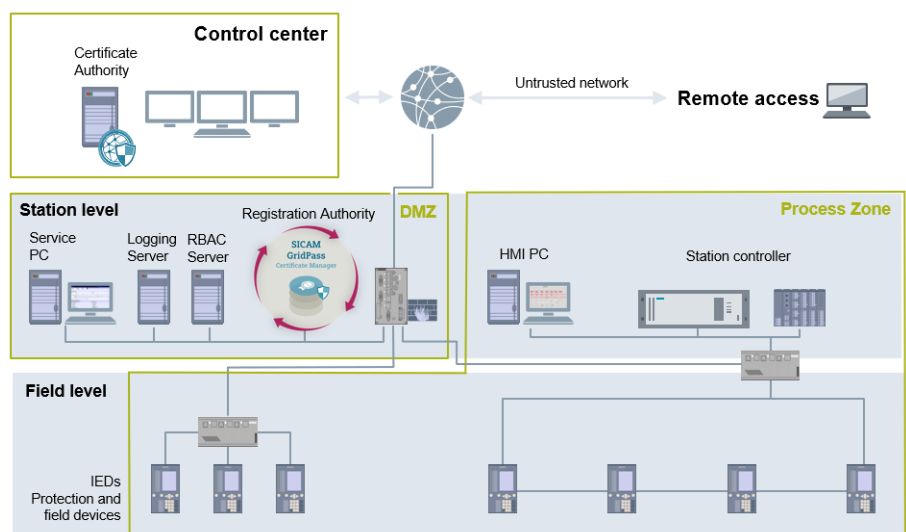 Control center
Certificate
Authority
Untrusted network
Remote access
Station level
Registration Authority
DMZ
Process Zone
Service
PC
Logging
Server
RBAC
Server
SICAM
GridPass
Certificate Manager
HMI PC
Station controller
Field level
IEDs
Protection and
field devices